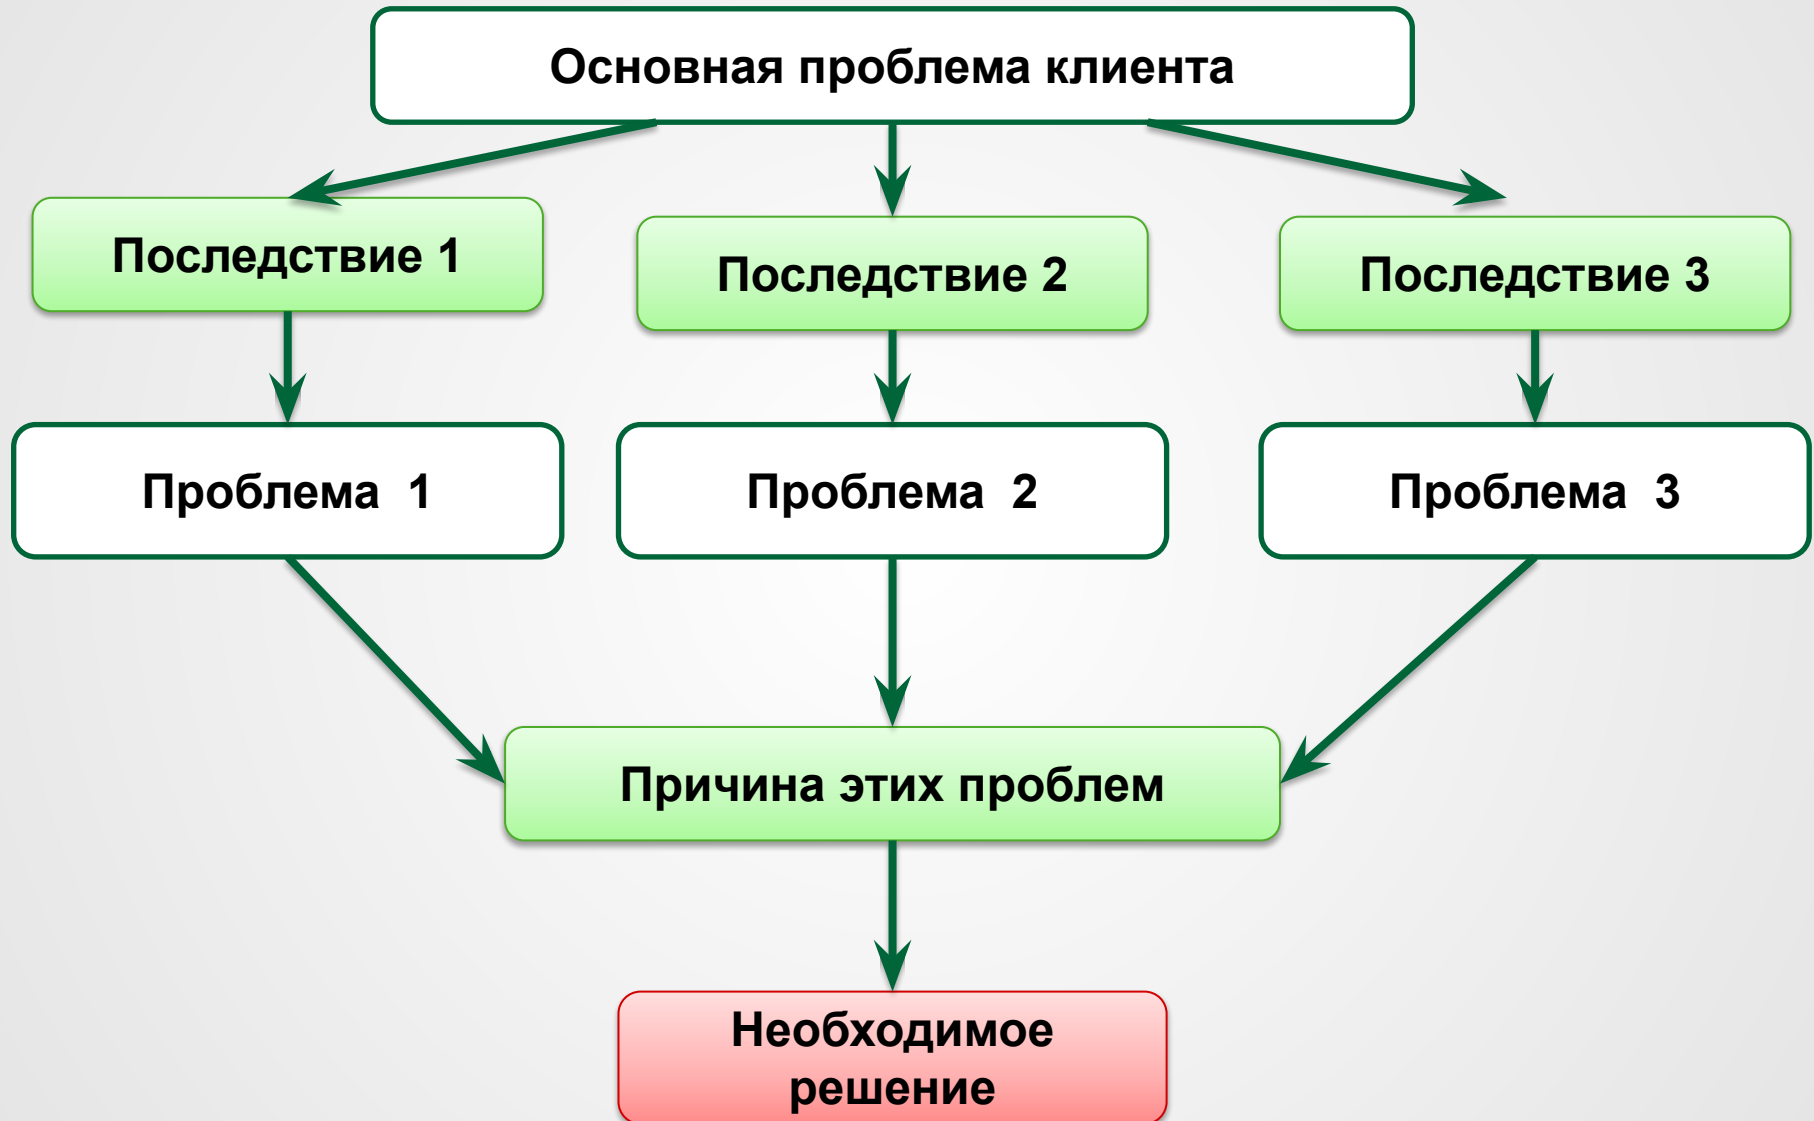 Основная проблема клиента
Последствие 1
Последствие 2
Последствие 3
Проблема 1
Проблема 2
Проблема 3
Причина этих проблем
Необходимое
решение